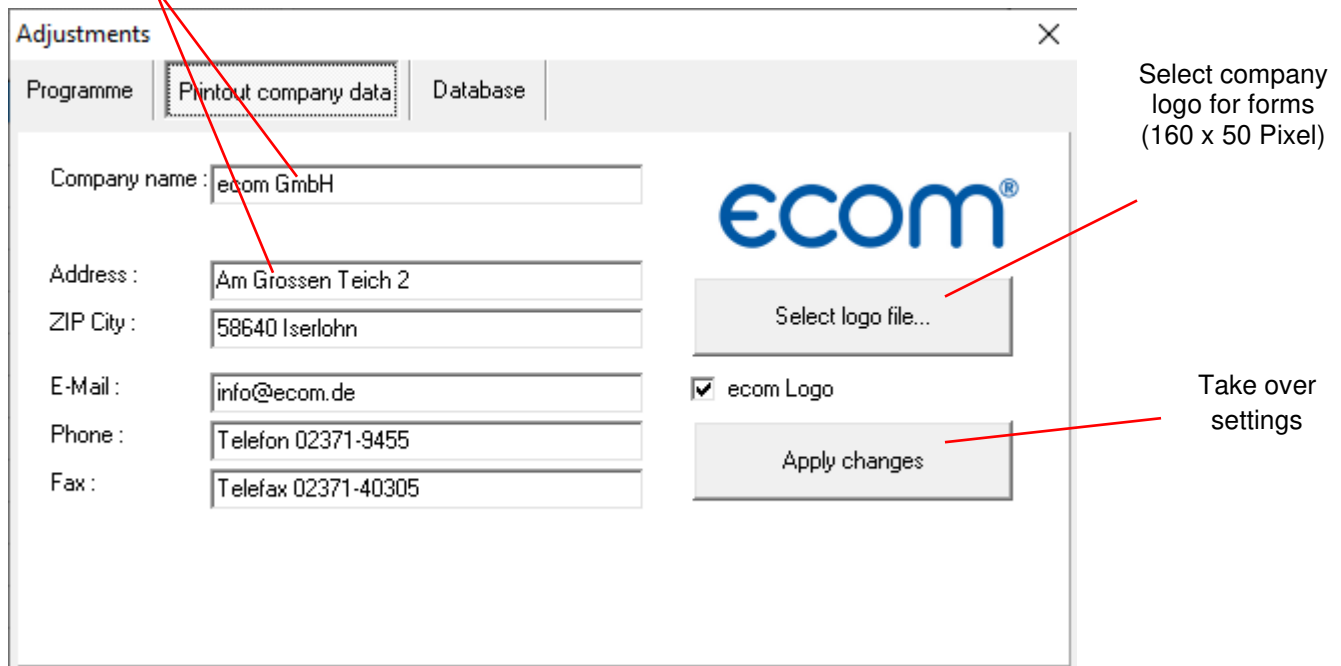 Adjustments
Programme
Printout company data
Database
Select company
logo for forms
(160 x 50 Pixel)
Company name : ecom GmbH
ecom®
Address : Am Grossen Teich 2
Select logo file...
ZIP City : 58640 Iserlohn
E-Mail : info@ecom.de
ecom Logo
Take over
settings
Phone : Telefon 02371-9455
Apply changes
Fax : Telefax 02371-40305